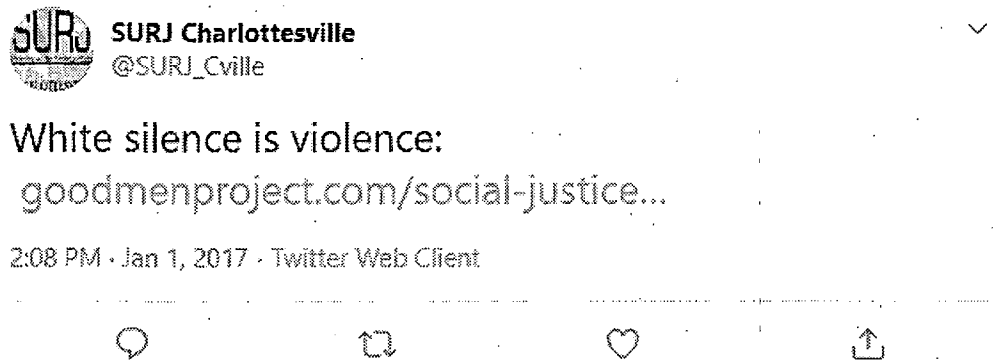 SURJ
SURJ Charlottesville
@SURJ_Cville
White silence is violence:
goodmenproject.com/social-justice...
2:08 PM · Jan 1, 2017 · Twitter Web Client